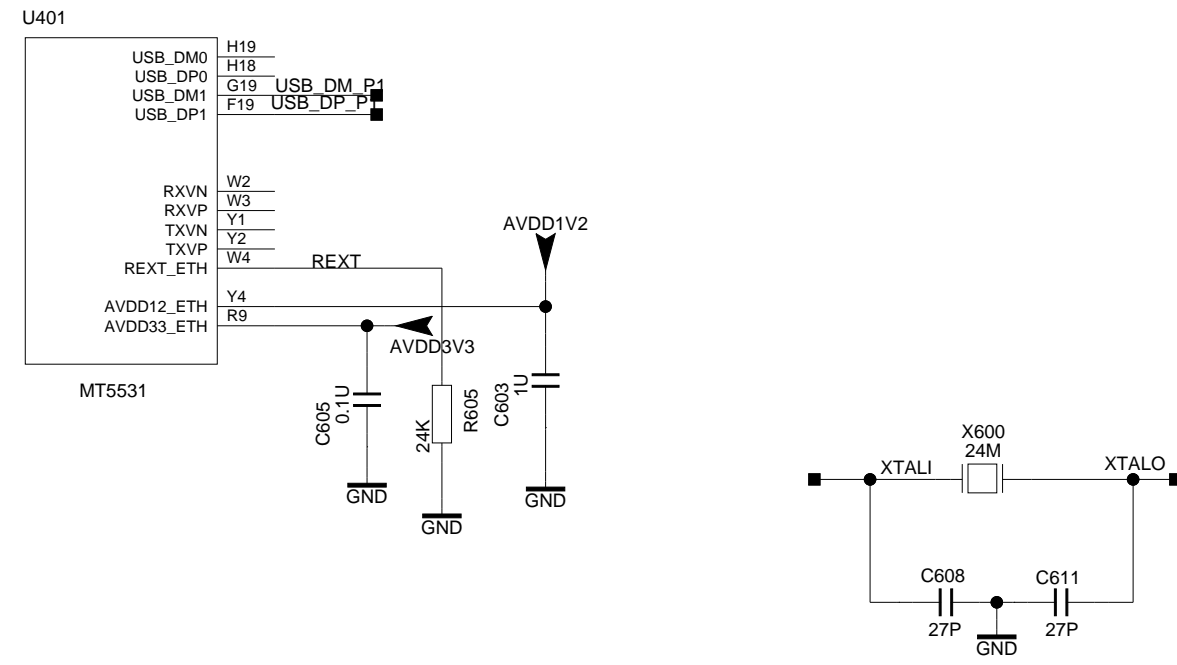 U401
USB_DM0 H19
USB_DP0 H18
USB_DM1 G19 USB_DM_P1
USB_DP1 F19 USB_DP_P
RXVN W2
RXVP W3
TXVN Y1
TXVP Y2
REXT_ETH W4 REXT
AVDD12_ETH Y4
AVDD33_ETH R9
MT5531
AVDD1V2
AVDD3V3
C605
0.1U
24K
R605
C603
1U
GND
GND
GND
X600
24M
XTALI
XTALO
C608
27P
C611
27P
GND